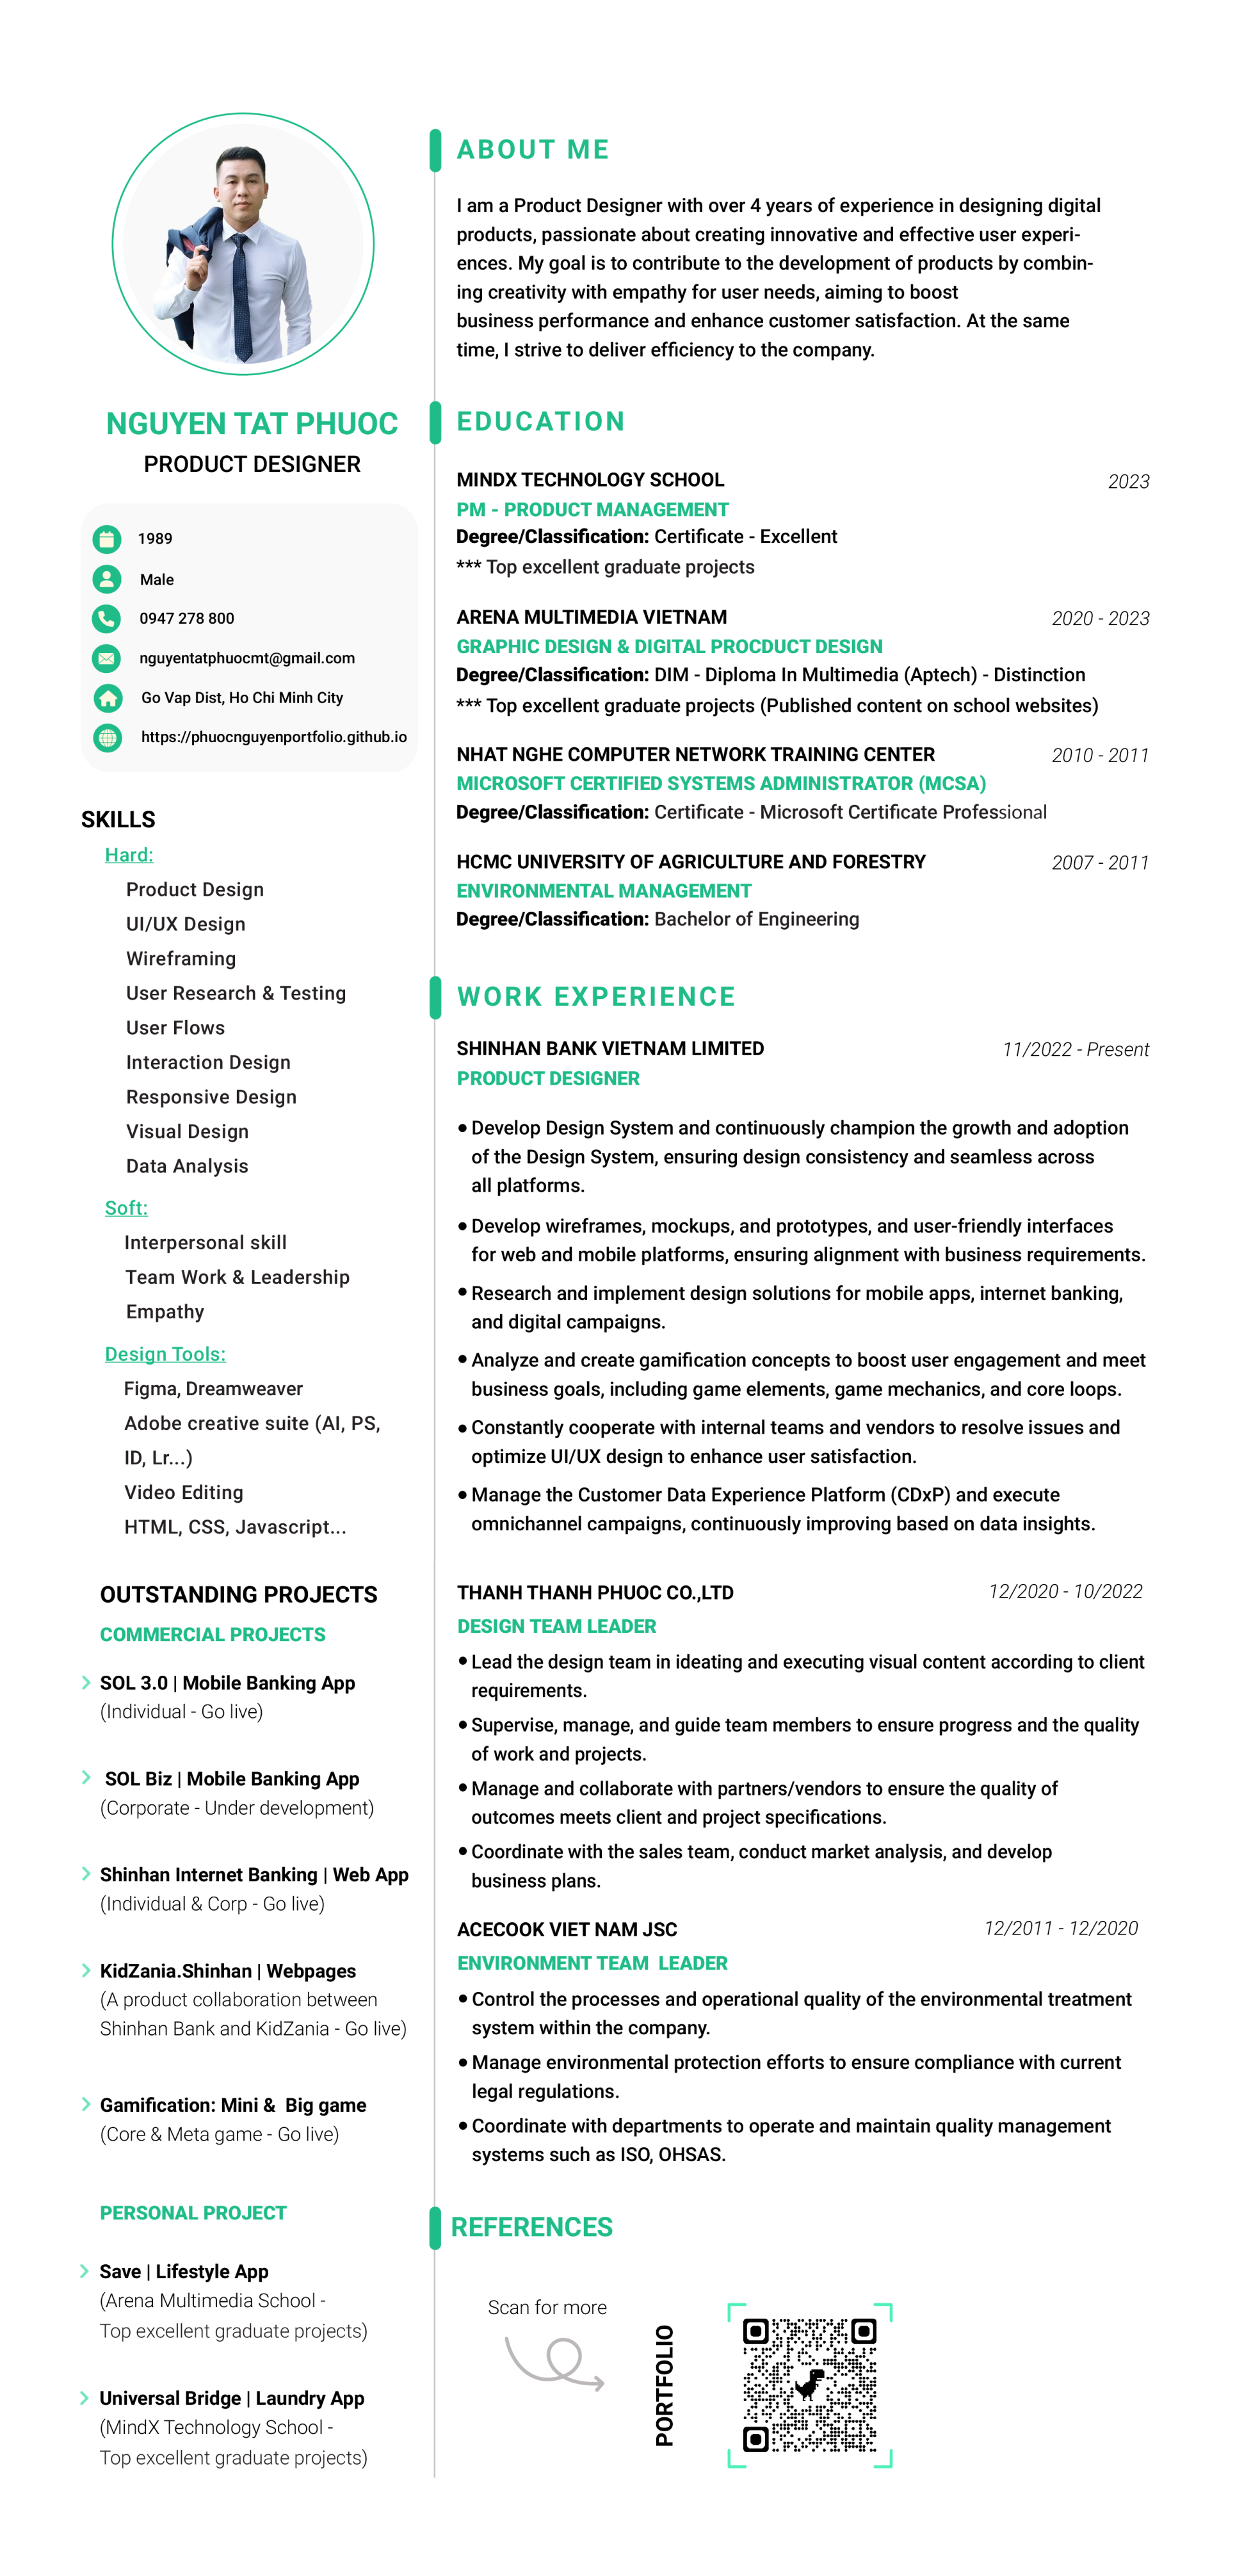 NGUYEN TAT PHUOC
PRODUCT DESIGNER
1989
Male
0947 278 800
nguyentatphuocmt@gmail.com
Go Vap Dist, Ho Chi Minh City
https://phuocnguyenportfolio.github.io
SKILLS
Hard:
Product Design
UI/UX Design
Wireframing
User Research & Testing
User Flows
Interaction Design
Responsive Design
Visual Design
Data Analysis
Soft:
Interpersonal skill
Team Work & Leadership
Empathy
Design Tools:
Figma, Dreamweaver
Adobe creative suite (AI, PS,
ID, Lr...)
Video Editing
HTML, CSS, Javascript...
OUTSTANDING PROJECTS
COMMERCIAL PROJECTS
SOL 3.0 | Mobile Banking App
(Individual - Go live)
SOL Biz | Mobile Banking App
(Corporate - Under development)
Shinhan Internet Banking | Web App
(Individual & Corp - Go live)
KidZania.Shinhan | Webpages
(A product collaboration between
Shinhan Bank and KidZania - Go live)
Gamification: Mini & Big game
(Core & Meta game - Go live)
PERSONAL PROJECT
Save | Lifestyle App
(Arena Multimedia School -
Top excellent graduate projects)
Universal Bridge | Laundry App
(MindX Technology School -
Top excellent graduate projects)
ABOUT ME
I am a Product Designer with over 4 years of experience in designing digital
products, passionate about creating innovative and effective user experi-
ences. My goal is to contribute to the development of products by combin-
ing creativity with empathy for user needs, aiming to boost
business performance and enhance customer satisfaction. At the same
time, I strive to deliver efficiency to the company.
EDUCATION
MINDX TECHNOLOGY SCHOOL 2023
PM - PRODUCT MANAGEMENT
Degree/Classification: Certificate - Excellent
*** Top excellent graduate projects
ARENA MULTIMEDIA VIETNAM 2020 - 2023
GRAPHIC DESIGN & DIGITAL PROCDUCT DESIGN
Degree/Classification: DIM - Diploma In Multimedia (Aptech) - Distinction
*** Top excellent graduate projects (Published content on school websites)
NHAT NGHE COMPUTER NETWORK TRAINING CENTER 2010 - 2011
MICROSOFT CERTIFIED SYSTEMS ADMINISTRATOR (MCSA)
Degree/Classification: Certificate - Microsoft Certificate Professional
HCMC UNIVERSITY OF AGRICULTURE AND FORESTRY 2007 - 2011
ENVIRONMENTAL MANAGEMENT
Degree/Classification: Bachelor of Engineering
WORK EXPERIENCE
SHINHAN BANK VIETNAM LIMITED 11/2022 - Present
PRODUCT DESIGNER
• Develop Design System and continuously champion the growth and adoption
of the Design System, ensuring design consistency and seamless across
all platforms.
• Develop wireframes, mockups, and prototypes, and user-friendly interfaces
for web and mobile platforms, ensuring alignment with business requirements.
• Research and implement design solutions for mobile apps, internet banking,
and digital campaigns.
• Analyze and create gamification concepts to boost user engagement and meet
business goals, including game elements, game mechanics, and core loops.
• Constantly cooperate with internal teams and vendors to resolve issues and
optimize UI/UX design to enhance user satisfaction.
• Manage the Customer Data Experience Platform (CDxP) and execute
omnichannel campaigns, continuously improving based on data insights.
THANH THANH PHUOC CO.,LTD 12/2020 - 10/2022
DESIGN TEAM LEADER
• Lead the design team in ideating and executing visual content according to client
requirements.
• Supervise, manage, and guide team members to ensure progress and the quality
of work and projects.
• Manage and collaborate with partners/vendors to ensure the quality of
outcomes meets client and project specifications.
• Coordinate with the sales team, conduct market analysis, and develop
business plans.
ACECOOK VIET NAM JSC 12/2011 - 12/2020
ENVIRONMENT TEAM LEADER
• Control the processes and operational quality of the environmental treatment
system within the company.
• Manage environmental protection efforts to ensure compliance with current
legal regulations.
• Coordinate with departments to operate and maintain quality management
systems such as ISO, OHSAS.
REFERENCES
Scan for more
PORTFOLIO